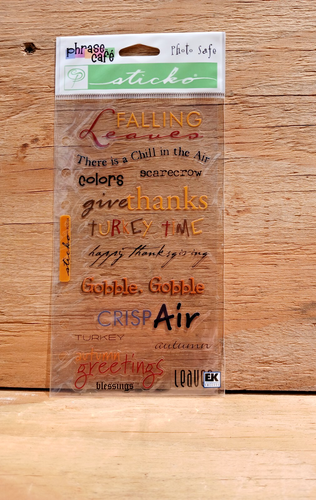 phrase café
photo safe
sticko
FALLING
Leaves
There is a Chill in the Air
colors scarecrow
give thanks
TURKEY TIME
happy thanksgiving
Gobble, Gobble
CRISP Air
TURKEY
autumn
greetings
blessings
Leaves
EK
sticko